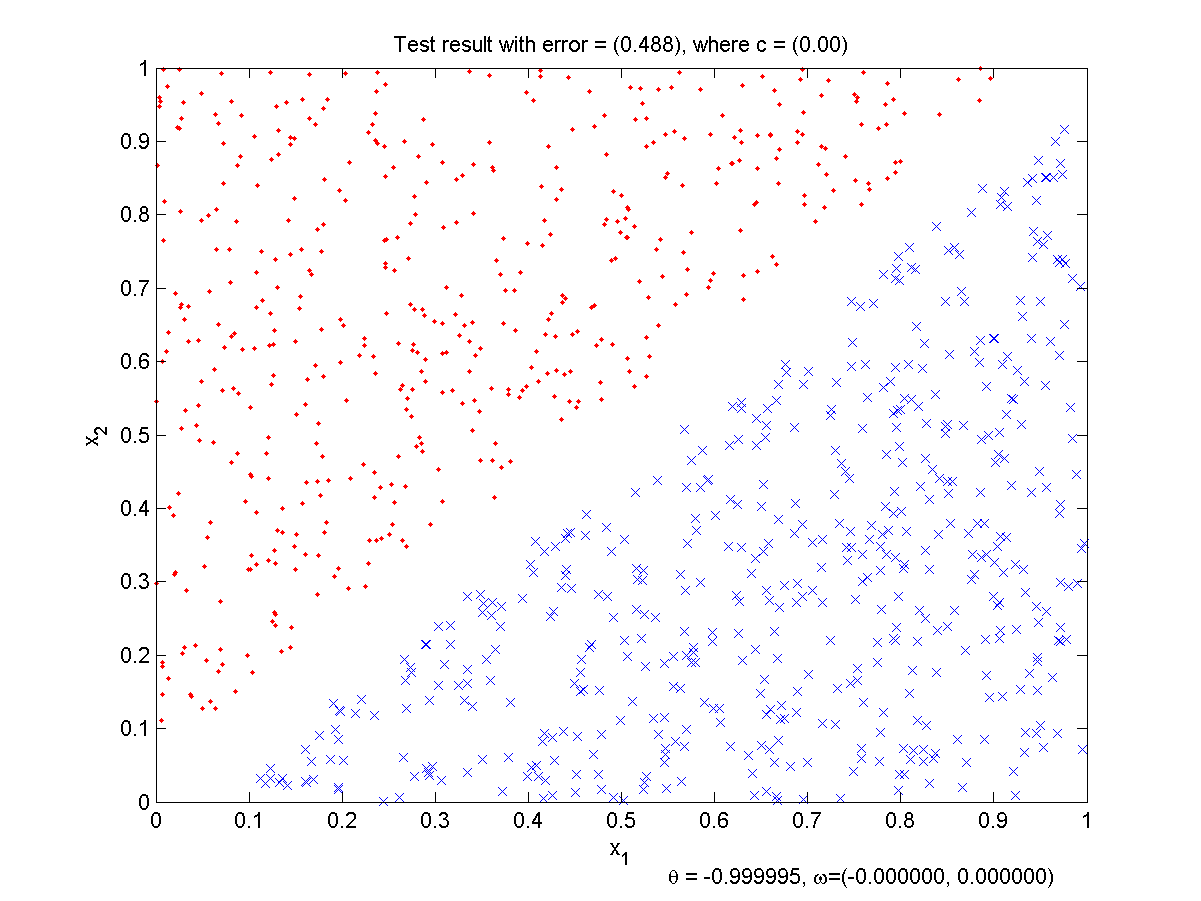 Test result with error = (0.488), where c = (0.00)
1
0.9
0.8
0.7
0.6
0.5
0.4
0.3
0.2
0.1
0
x2
0 0.1 0.2 0.3 0.4 0.5 0.6 0.7 0.8 0.9 1
x1
θ = -0.999995, ω=(-0.000000, 0.000000)